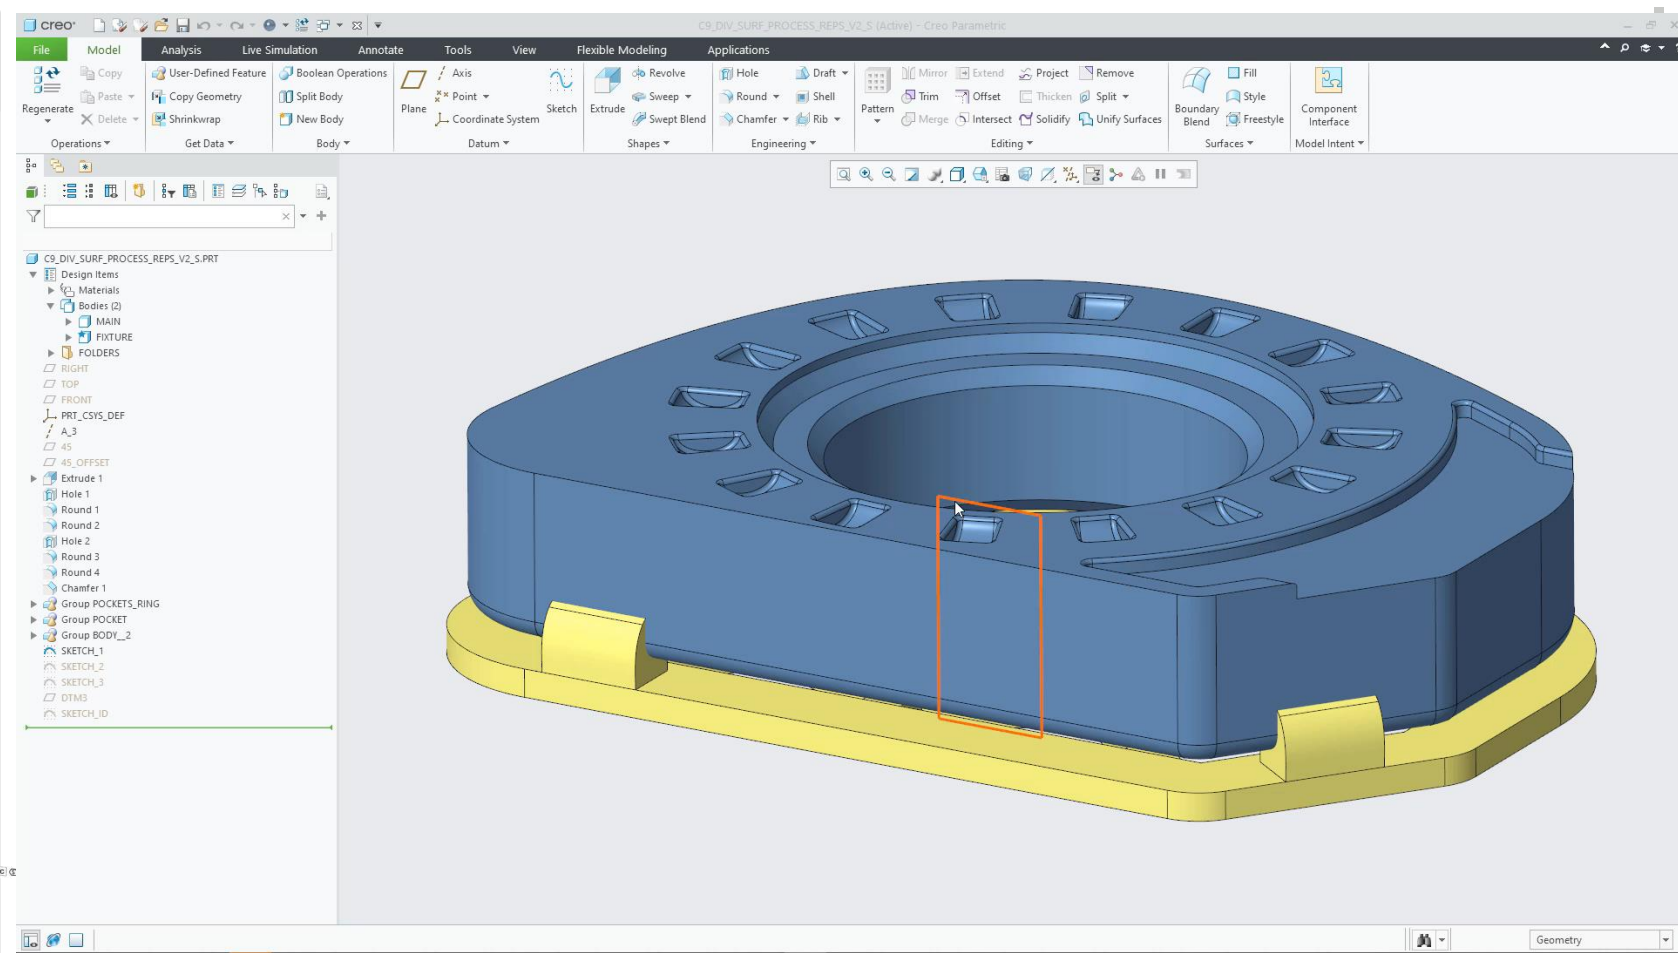 creo°
C9_DIV_SURF_PROCESS_REPS_V2_S (Active) - Creo Parametric
File Model Analysis Live Simulation Annotate Tools View Flexible Modeling Applications
Regenerate
Copy
Paste
Delete
Operations
User-Defined Feature
Copy Geometry
Shrinkwrap
Get Data
Boolean Operations
Split Body
New Body
Body
Plane
Axis
Point
Coordinate System
Sketch
Datum
Extrude
Revolve
Sweep
Swept Blend
Shapes
Hole
Round
Chamfer
Draft
Shell
Rib
Engineering
Pattern
Mirror Extend Project Remove
Trim Offset Thicken Split
Merge Intersect Solidify Unify Surfaces
Editing
Boundary
Blend
Fill
Style
Freestyle
Surfaces
Component
Interface
Model Intent
C9_DIV_SURF_PROCESS_REPS_V2_S.PRT
Design Items
Materials
Bodies (2)
MAIN
FIXTURE
FOLDERS
RIGHT
TOP
FRONT
PRT_CSYS_DEF
A_3
45
45_OFFSET
Extrude 1
Hole 1
Round 1
Round 2
Hole 2
Round 3
Round 4
Chamfer 1
Group POCKETS_RING
Group POCKET
Group BODY__2
SKETCH_1
SKETCH_2
SKETCH_3
DTM3
SKETCH_ID
Geometry